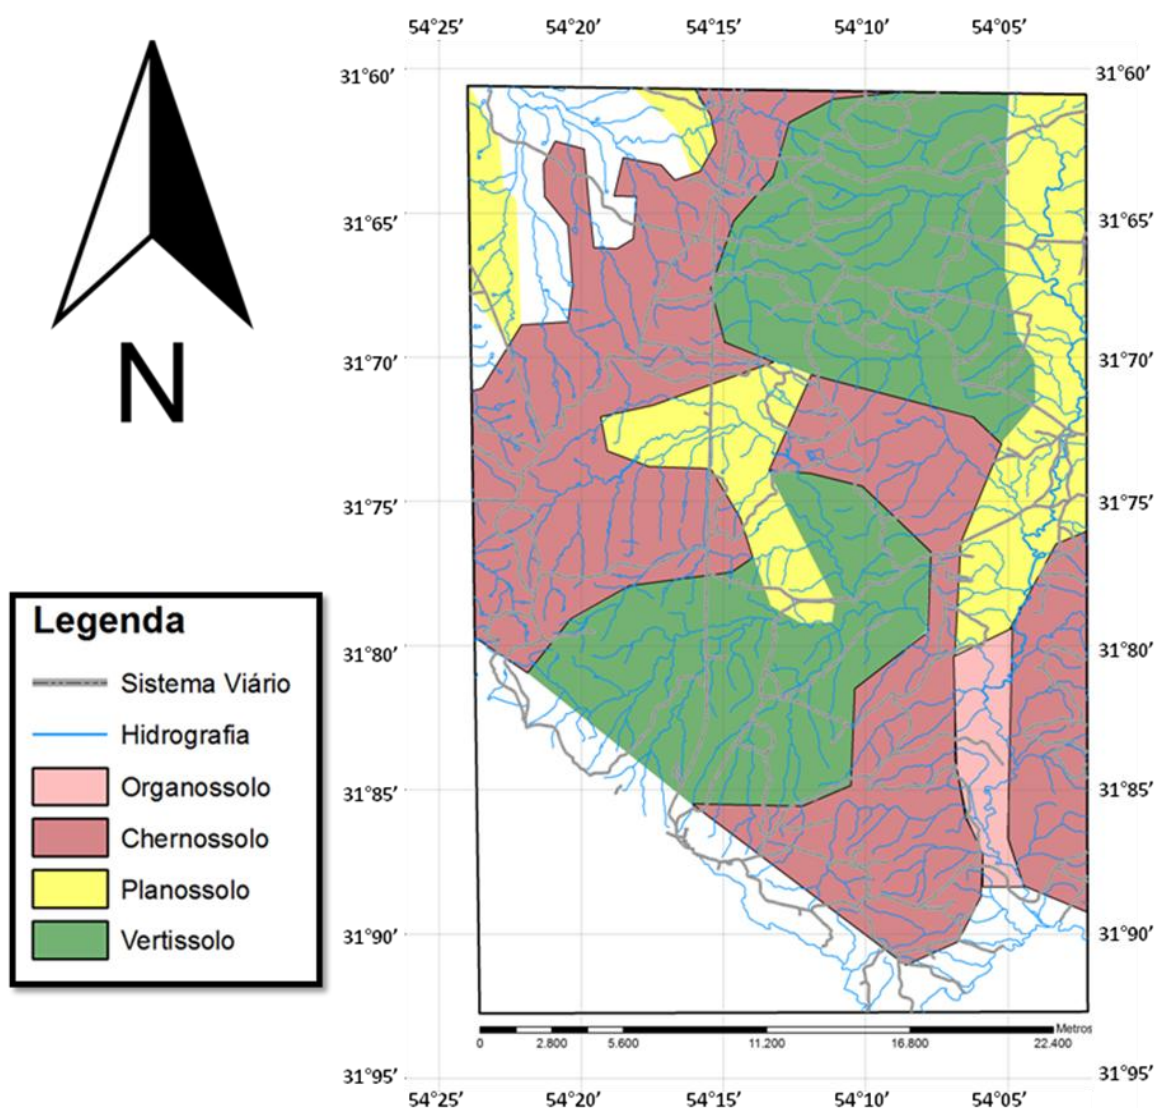 54°25′ 54°20′ 54°15′ 54°10′ 54°05′
31°60′ 31°60′
31°65′ 31°65′
N
31°70′ 31°70′
31°75′ 31°75′
Legenda
Sistema Viário
Hidrografia
Organossolo
Chernossolo
Planossolo
Vertissolo
31°80′ 31°80′
31°85′ 31°85′
31°90′ 31°90′
Metros
0 2.800 5.600 11.200 16.800 22.400
31°95′ 31°95′
54°25′ 54°20′ 54°15′ 54°10′ 54°05′